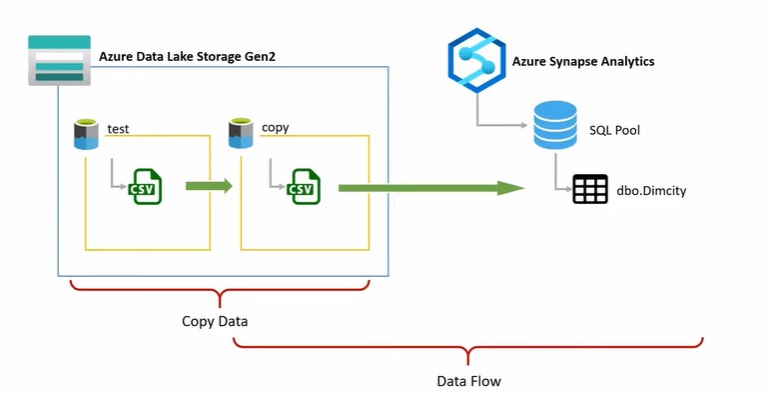 Azure Data Lake Storage Gen2
Azure Synapse Analytics
test
copy
SQL Pool
CSV
CSV
dbo.Dimcity
Copy Data
Data Flow